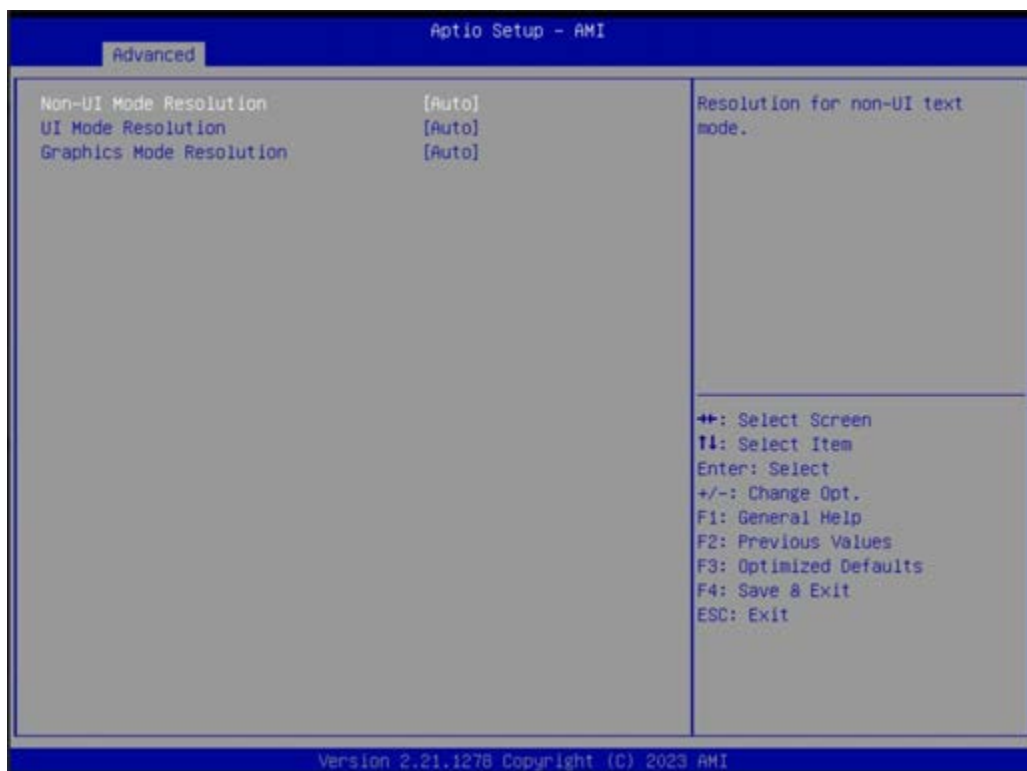 Aptio Setup - AMI
Advanced
Non-UI Mode Resolution [Auto]
UI Mode Resolution [Auto]
Graphics Mode Resolution [Auto]
Resolution for non-UI text
mode.
→←: Select Screen
↑↓: Select Item
Enter: Select
+/-: Change Opt.
F1: General Help
F2: Previous Values
F3: Optimized Defaults
F4: Save & Exit
ESC: Exit
Version 2.21.1278 Copyright (C) 2023 AMI